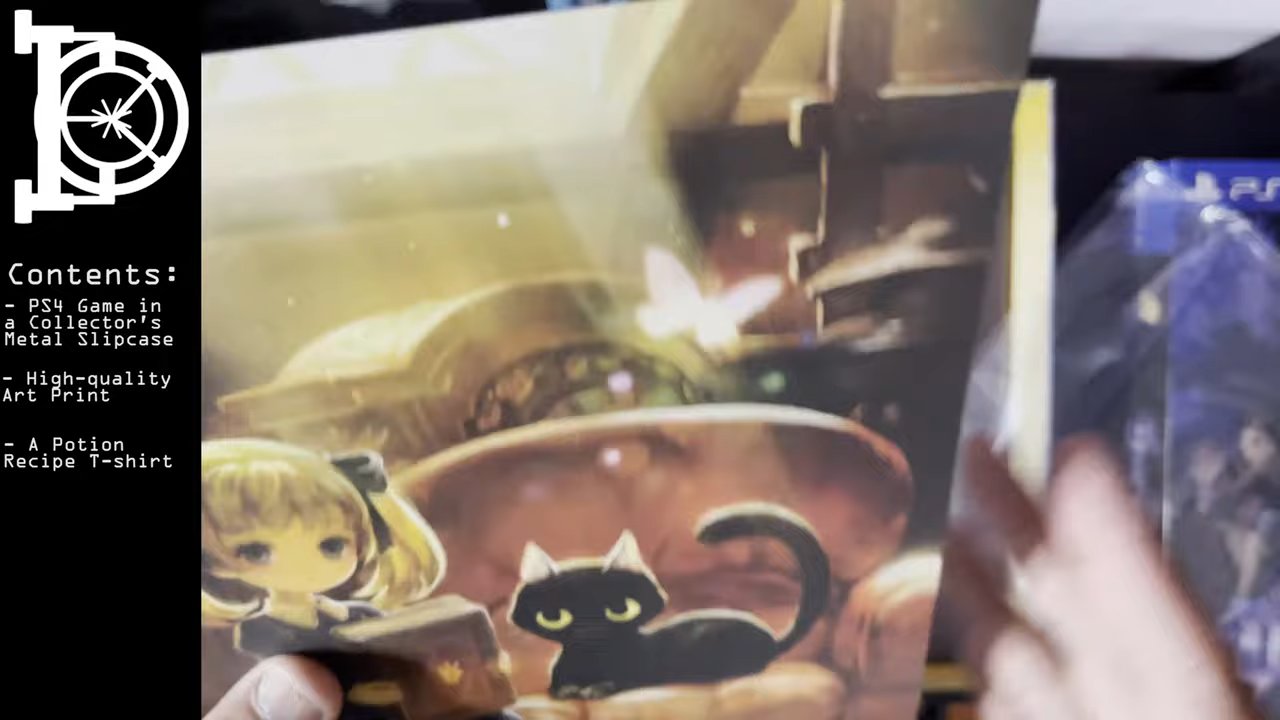 Contents:
- PS4 Game in
a Collector's
Metal Slipcase
- High-quality
Art Print
- A Potion
Recipe T-shirt